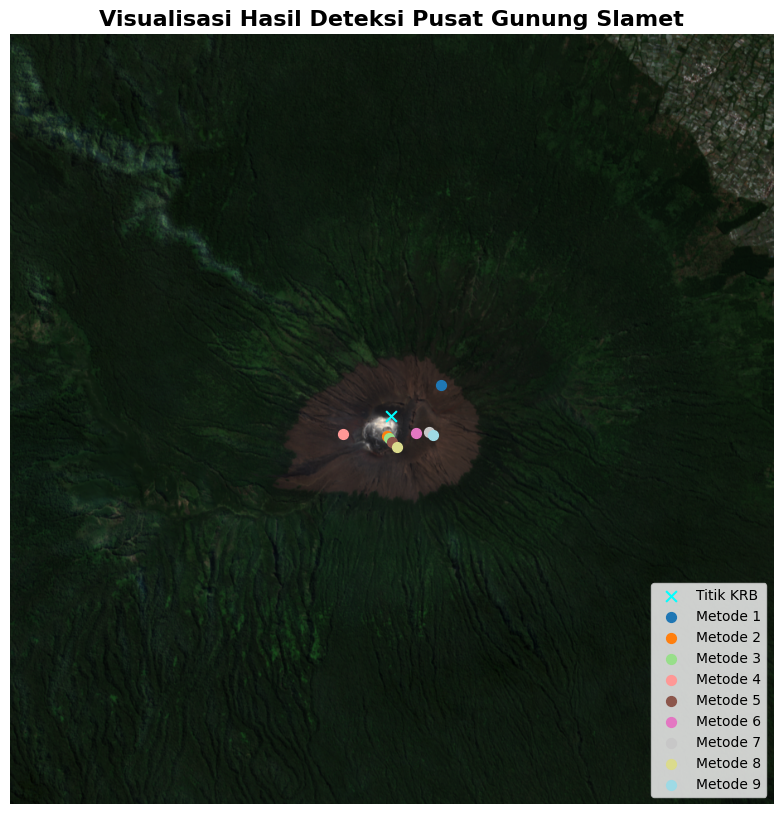 Visualisasi Hasil Deteksi Pusat Gunung Slamet
Titik KRB
Metode 1
Metode 2
Metode 3
Metode 4
Metode 5
Metode 6
Metode 7
Metode 8
Metode 9